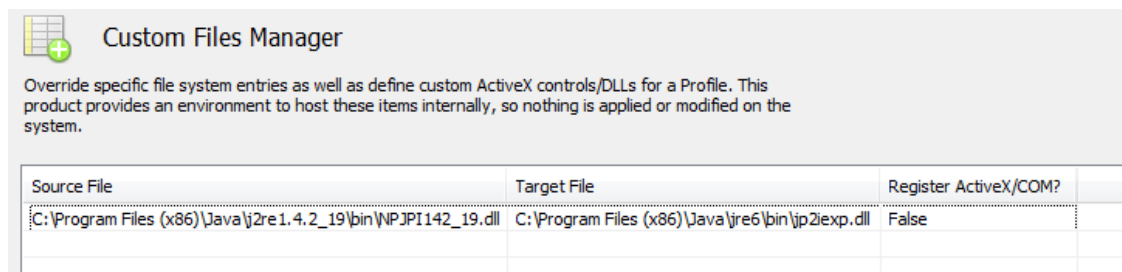 Custom Files Manager
Override specific file system entries as well as define custom ActiveX controls/DLLs for a Profile. This
product provides an environment to host these items internally, so nothing is applied or modified on the
system.
Source File Target File Register ActiveX/COM?
C:\Program Files (x86)\Java\j2re1.4.2_19\bin\NPJPI142_19.dll C:\Program Files (x86)\Java\jre6\bin\jp2iexp.dll False